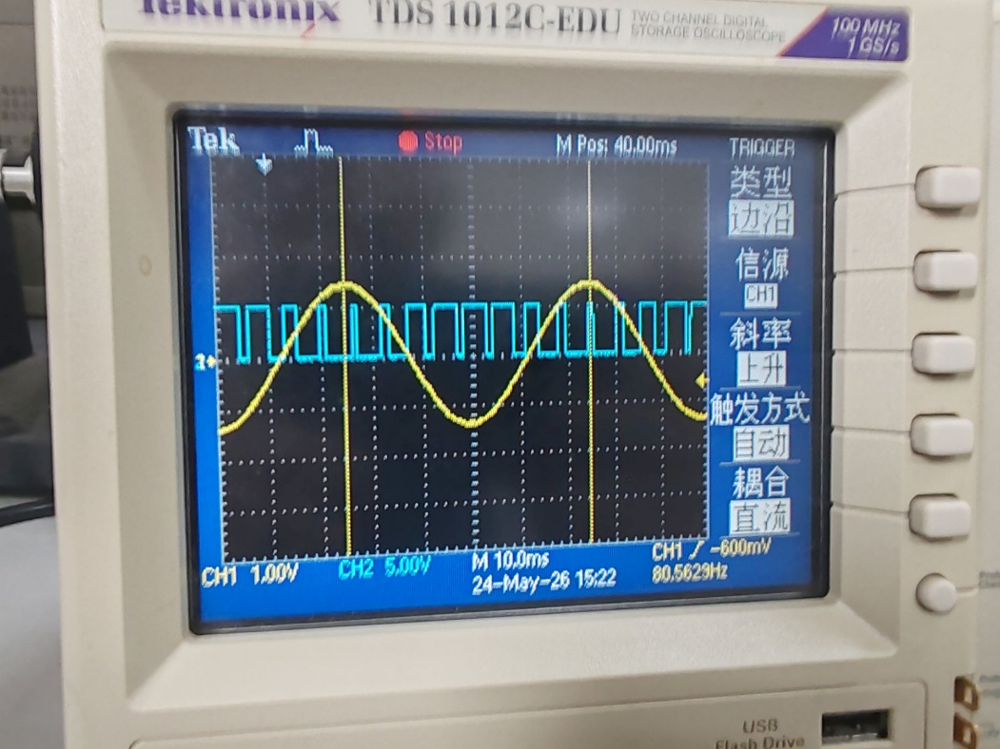 Tektronix TDS 1012C-EDU TWO CHANNEL DIGITAL STORAGE OSCILLOSCOPE
100 MHz
1 GS/s
Tek Stop M Pos: 40.00ms TRIGGER
类型
边沿
信源
CH1
斜率
上升
触发方式
自动
耦合
直流
CH1 1.00V CH2 5.00V M 10.0ms CH1 -600mV
24-May-26 15:22 80.5629Hz
USB
Flash Drive